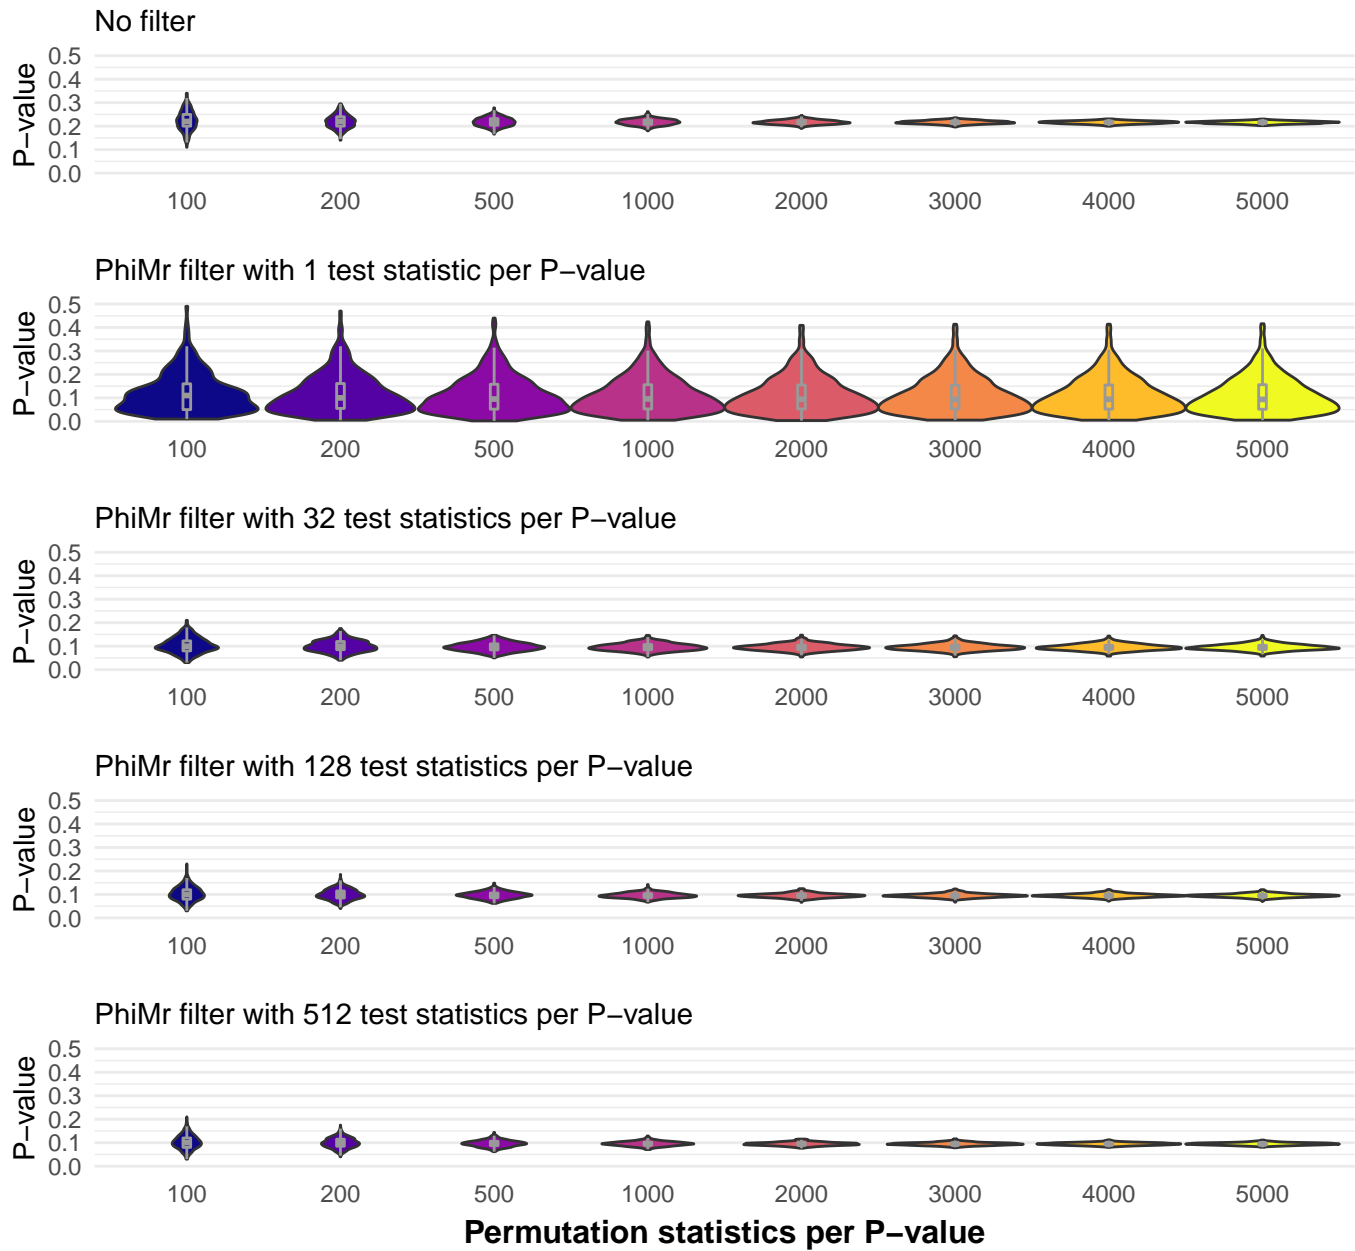 No filter
P−value
0.5
0.4
0.3
0.2
0.1
0.0
100 200 500 1000 2000 3000 4000 5000
PhiMr filter with 1 test statistic per P−value
P−value
0.5
0.4
0.3
0.2
0.1
0.0
100 200 500 1000 2000 3000 4000 5000
PhiMr filter with 32 test statistics per P−value
P−value
0.5
0.4
0.3
0.2
0.1
0.0
100 200 500 1000 2000 3000 4000 5000
PhiMr filter with 128 test statistics per P−value
P−value
0.5
0.4
0.3
0.2
0.1
0.0
100 200 500 1000 2000 3000 4000 5000
PhiMr filter with 512 test statistics per P−value
P−value
0.5
0.4
0.3
0.2
0.1
0.0
100 200 500 1000 2000 3000 4000 5000
Permutation statistics per P−value